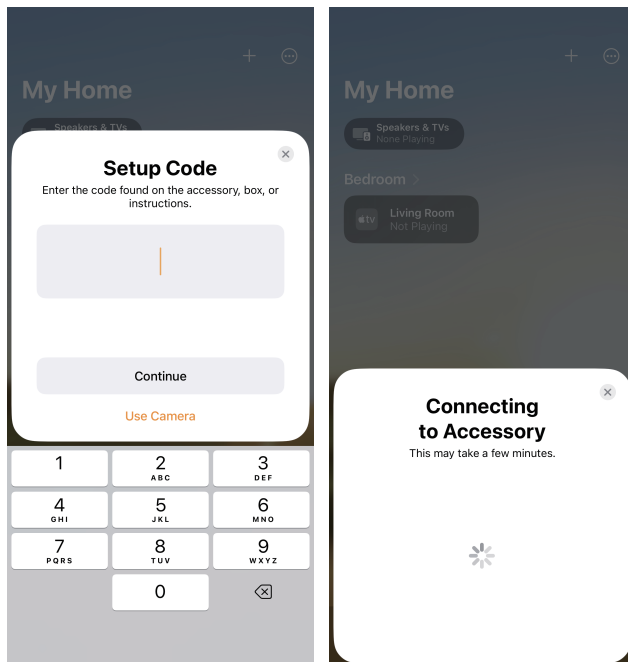 My Home
Speakers & TVs
Setup Code
Enter the code found on the accessory, box, or
instructions.
Continue
Use Camera
1
2
ABC
3
DEF
4
GHI
5
JKL
6
MNO
7
PQRS
8
TUV
9
WXYZ
0
My Home
Speakers & TVs
None Playing
Bedroom
tv
Living Room
Not Playing
Connecting
to Accessory
This may take a few minutes.